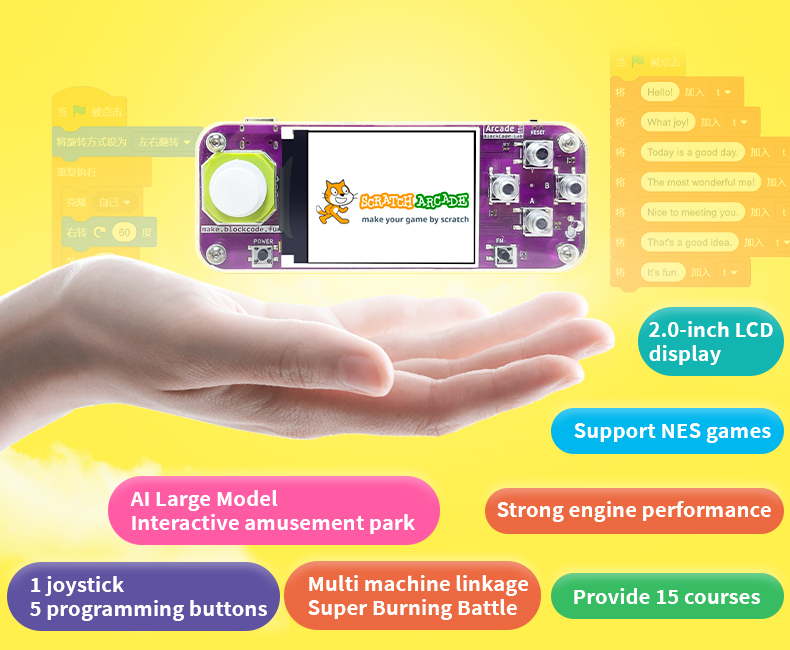 当 被点击
将旋转方式设为 左右翻转
重复执行
克隆 自己
右转 60 度
当 被点击
将 Hello! 加入 t
将 What joy! 加入 t
将 Today is a good day. 加入 t
将 The most wonderful me! 加入
将 Nice to meeting you. 加入 t
将 That's a good idea. 加入 t
将 It's fun. 加入 t
Arcade
RESET
B
A
SCRATCH ARCADE
make your game by scratch
make.blockcode.fun
POWER
FN
2.0-inch LCD
display
Support NES games
AI Large Model
Interactive amusement park
Strong engine performance
1 joystick
5 programming buttons
Multi machine linkage
Super Burning Battle
Provide 15 courses